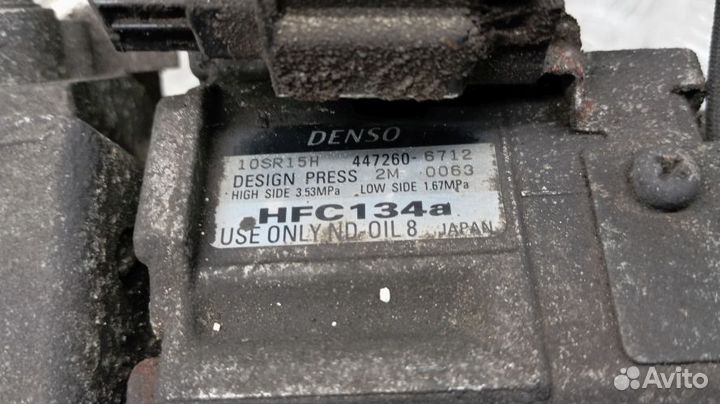 DENSO
10SR15H 447260-6712
DESIGN PRESS 2M 0063
HIGH SIDE 3.53MPa LOW SIDE 1.67MPa
HFC134a
USE ONLY ND-OIL 8 JAPAN
Avito